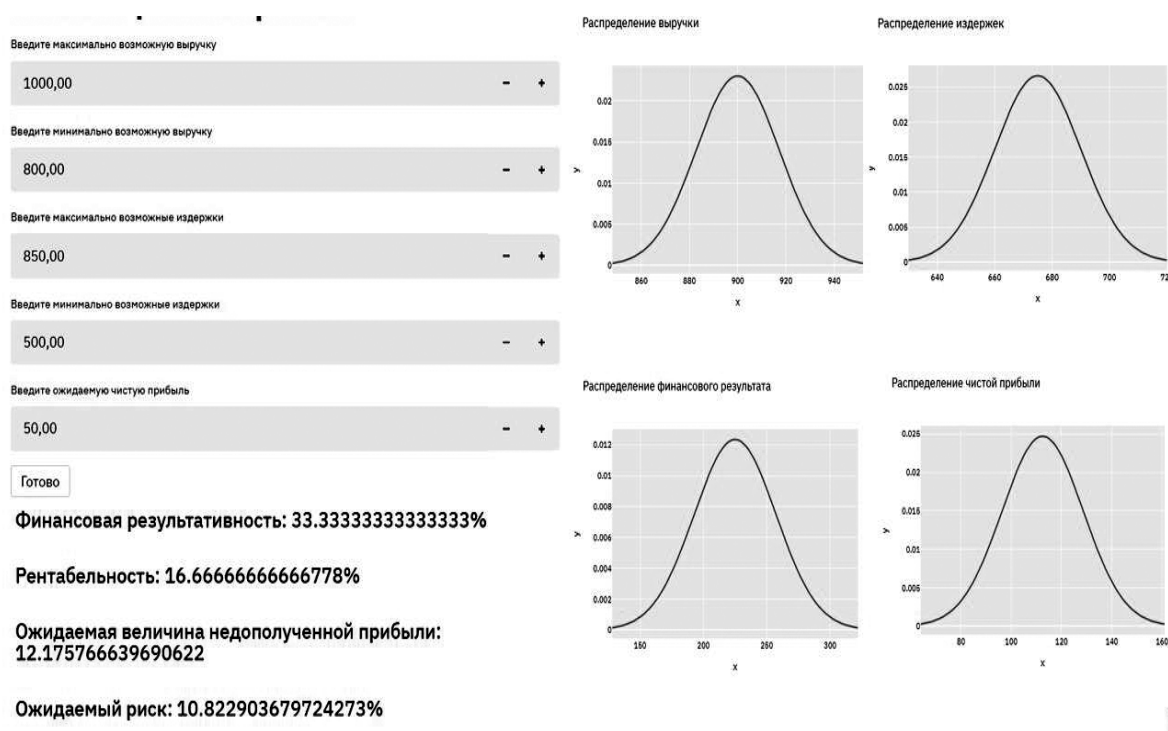 Введите максимально возможную выручку
1000,00 − +
Введите минимально возможную выручку
800,00 − +
Введите максимально возможные издержки
850,00 − +
Введите минимально возможные издержки
500,00 − +
Введите ожидаемую чистую прибыль
50,00 − +
Готово
Финансовая результативность: 33.33333333333333%
Рентабельность: 16.666666666666778%
Ожидаемая величина недополученной прибыли:
12.175766639690622
Ожидаемый риск: 10.822903679724273%
Распределение выручки
0.02
0.015
0.01
0.005
0
y
860 880 900 920 940
x
Распределение издержек
0.025
0.02
0.015
0.01
0.005
0
y
640 660 680 700 72
x
Распределение финансового результата
0.012
0.01
0.008
0.006
0.004
0.002
0
y
150 200 250 300
x
Распределение чистой прибыли
0.025
0.02
0.015
0.01
0.005
0
y
80 100 120 140 160
x